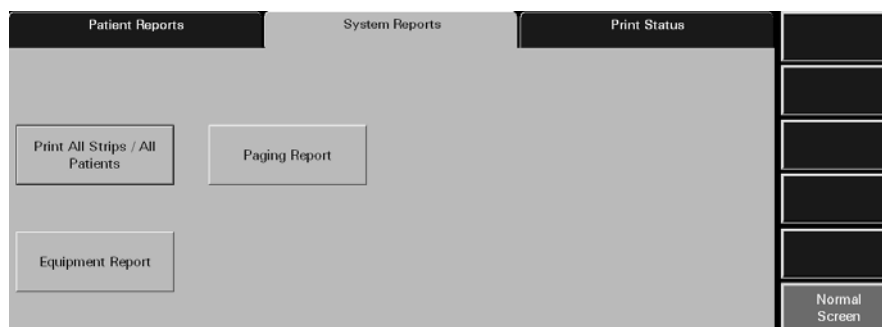 Patient Reports
System Reports
Print Status
Print All Strips / All
Patients
Paging Report
Equipment Report
Normal
Screen